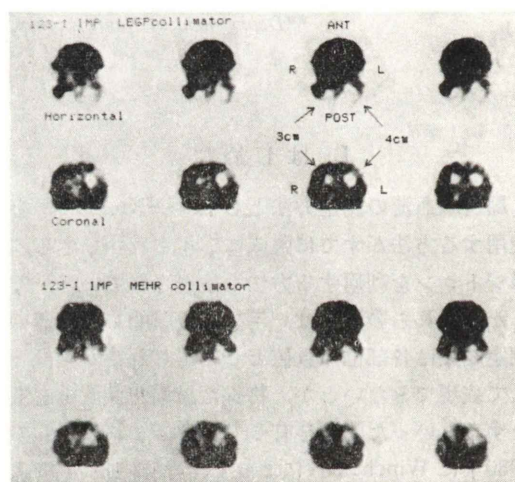 123-I IMP LEGPcollimator
ANT
R L
Horizontal
POST
3cm 4cm
R L
Coronal
123-I IMP MEHR collimator